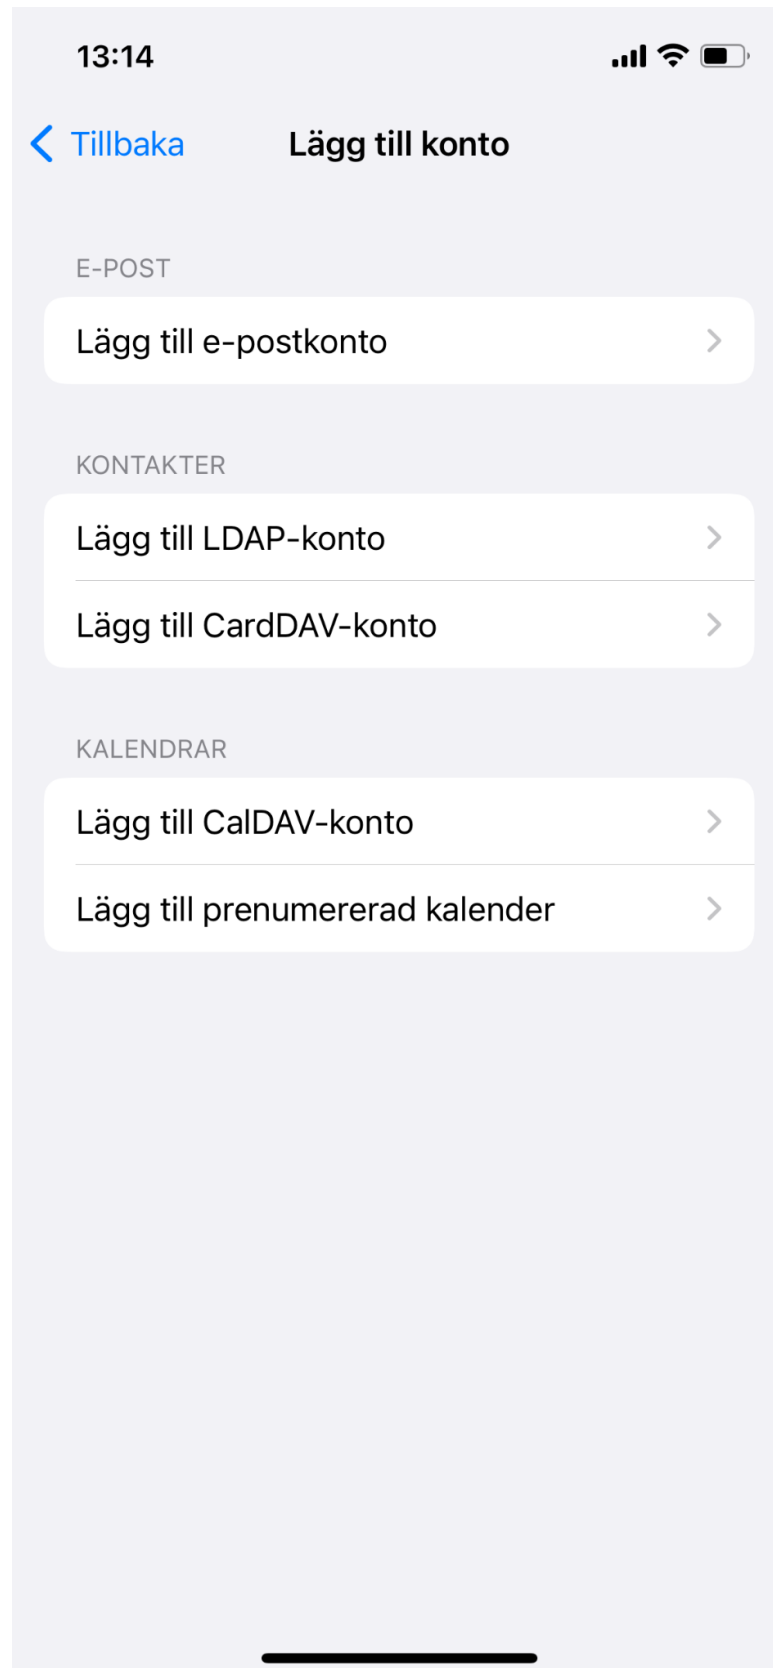 13:14
Tillbaka
Lägg till konto
E-POST
Lägg till e-postkonto
KONTAKTER
Lägg till LDAP-konto
Lägg till CardDAV-konto
KALENDRAR
Lägg till CalDAV-konto
Lägg till prenumererad kalender